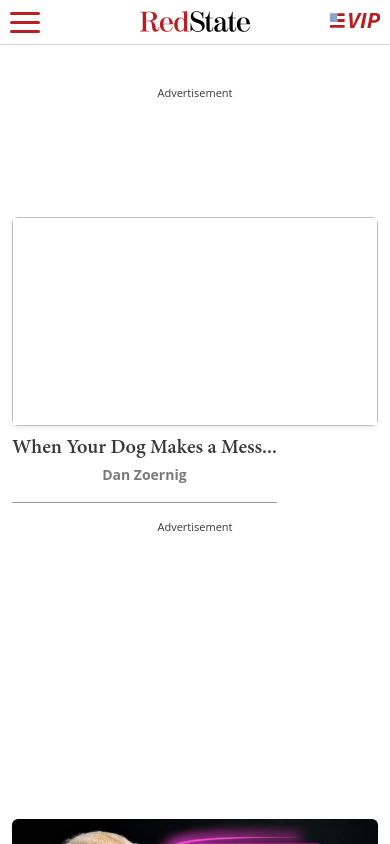 RedState
VIP
Advertisement
When Your Dog Makes a Mess...
Dan Zoernig
Advertisement